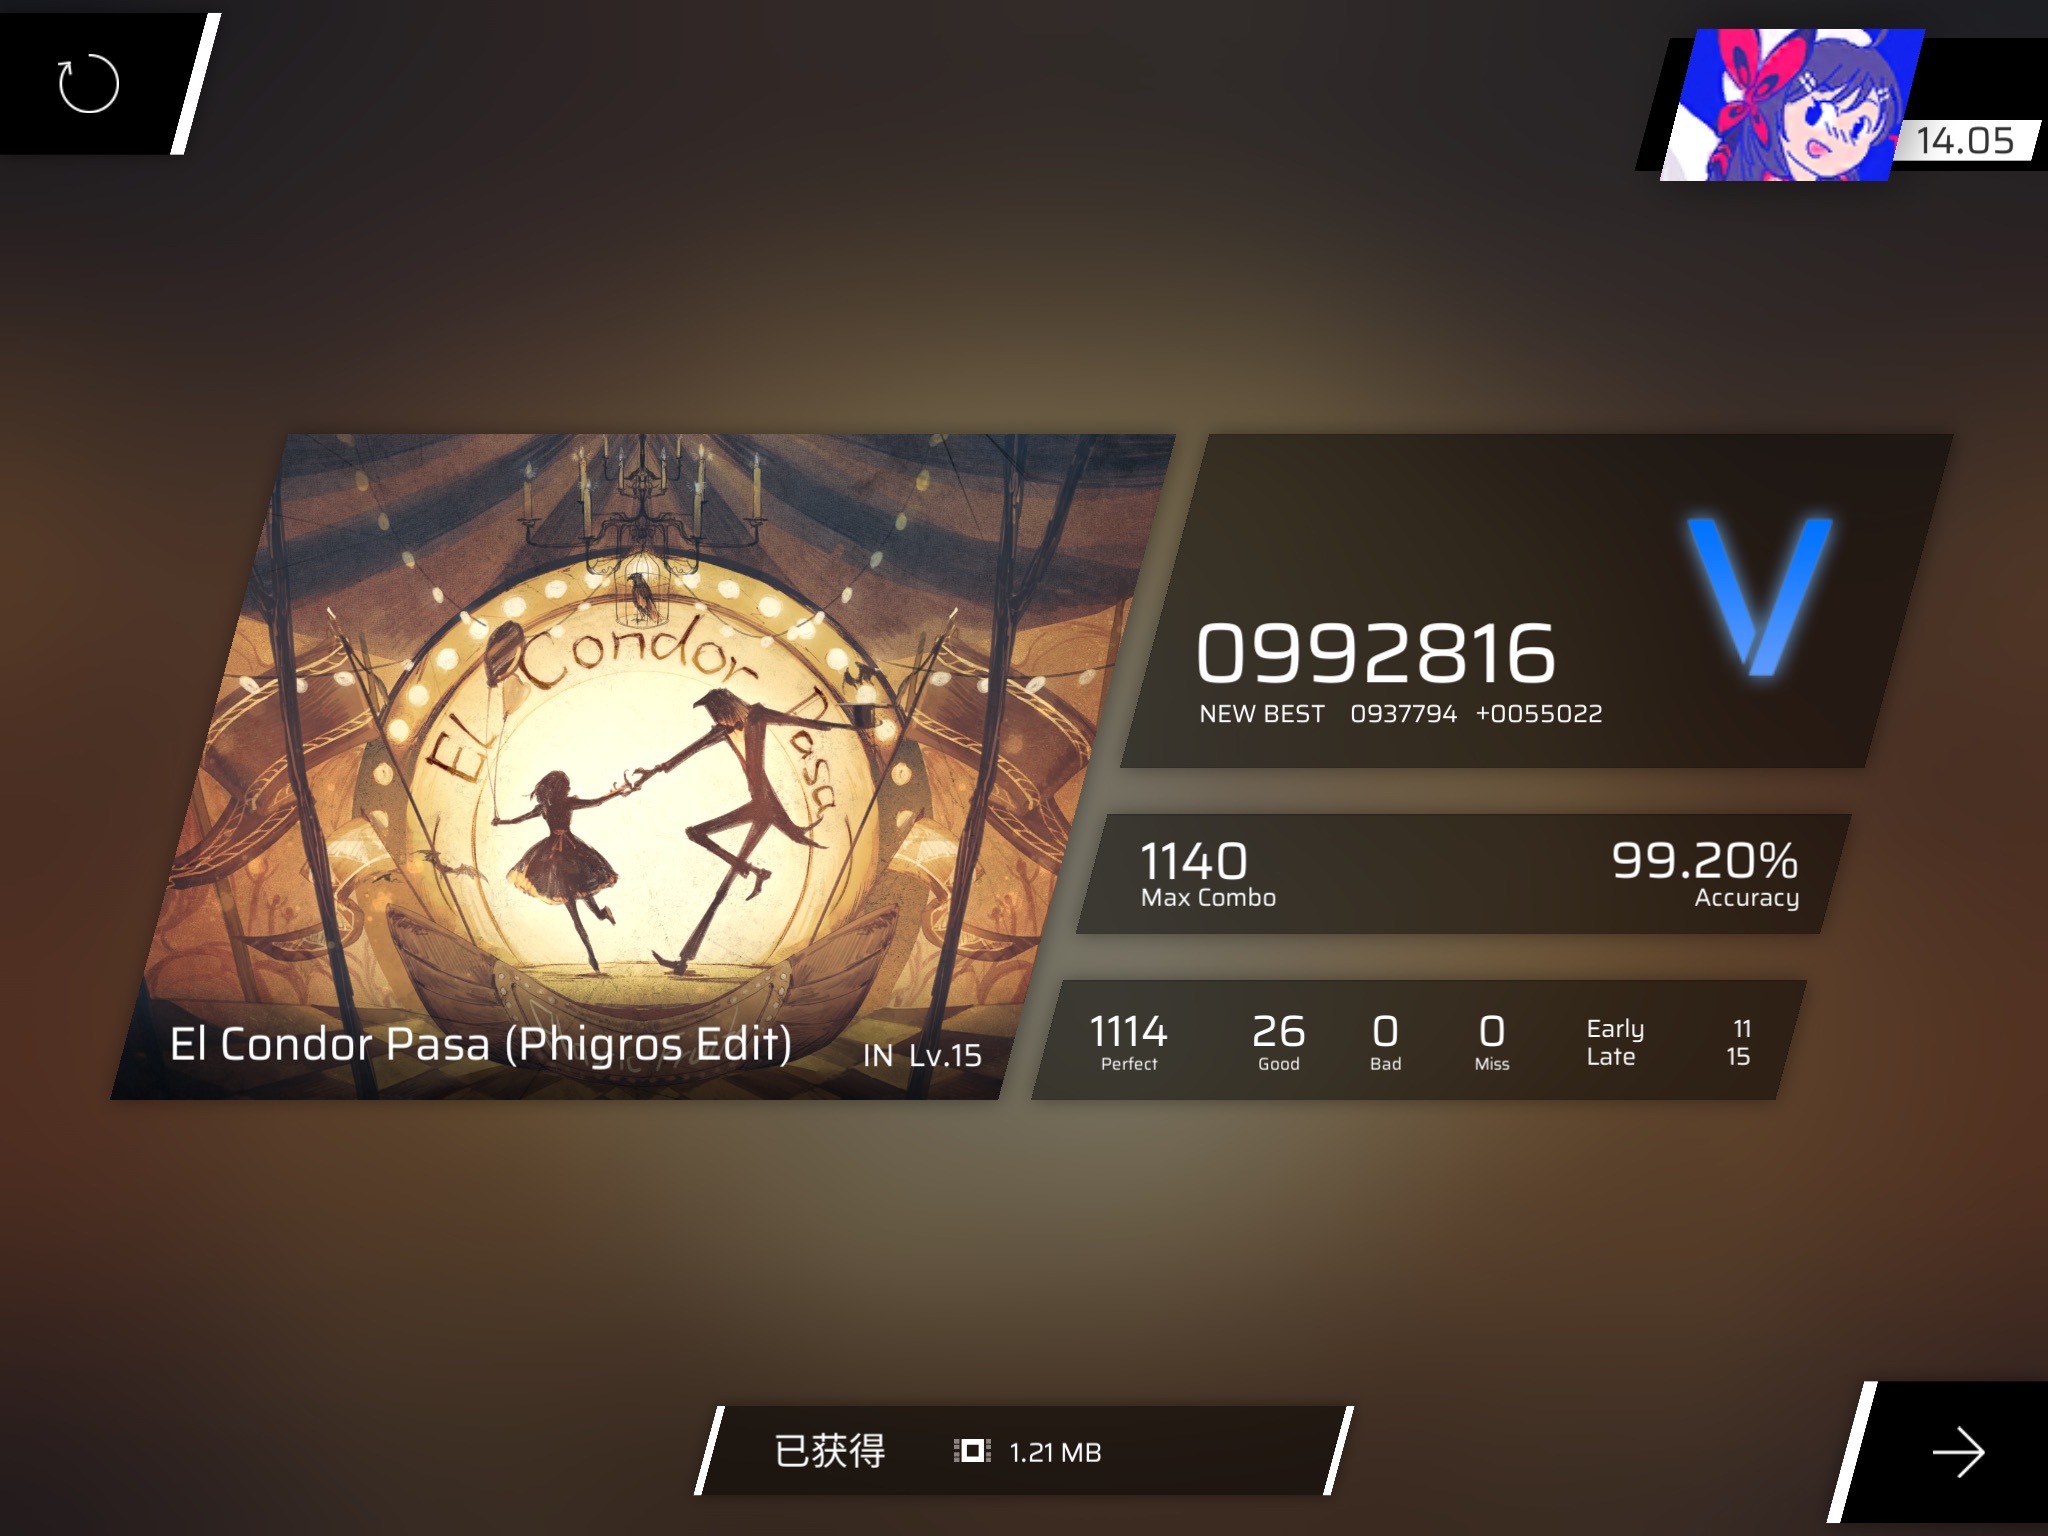 14.05
El Condor Pasa
El Condor Pasa (Phigros Edit)
IN Lv.15
V
0992816
NEW BEST 0937794 +0055022
1140
Max Combo
99.20%
Accuracy
1114
Perfect
26
Good
0
Bad
0
Miss
Early 11
Late 15
已获得 1.21 MB